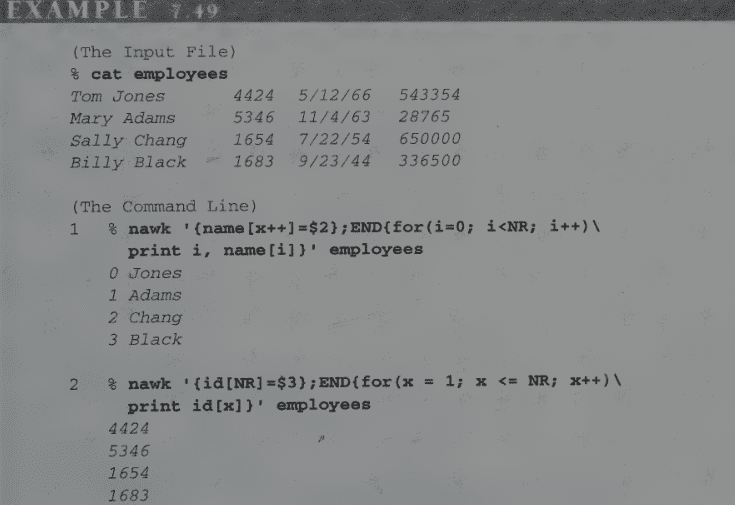 EXAMPLE 7.49
(The Input File)
% cat employees
Tom Jones 4424 5/12/66 543354
Mary Adams 5346 11/4/63 28765
Sally Chang 1654 7/22/54 650000
Billy Black 1683 9/23/44 336500
(The Command Line)
1 % nawk '{name[x++]=$2};END{for(i=0; i<NR; i++)\
print i, name[i]}' employees
0 Jones
1 Adams
2 Chang
3 Black
2 % nawk '{id[NR]=$3};END{for(x = 1; x <= NR; x++)\
print id[x]}' employees
4424
5346
1654
1683